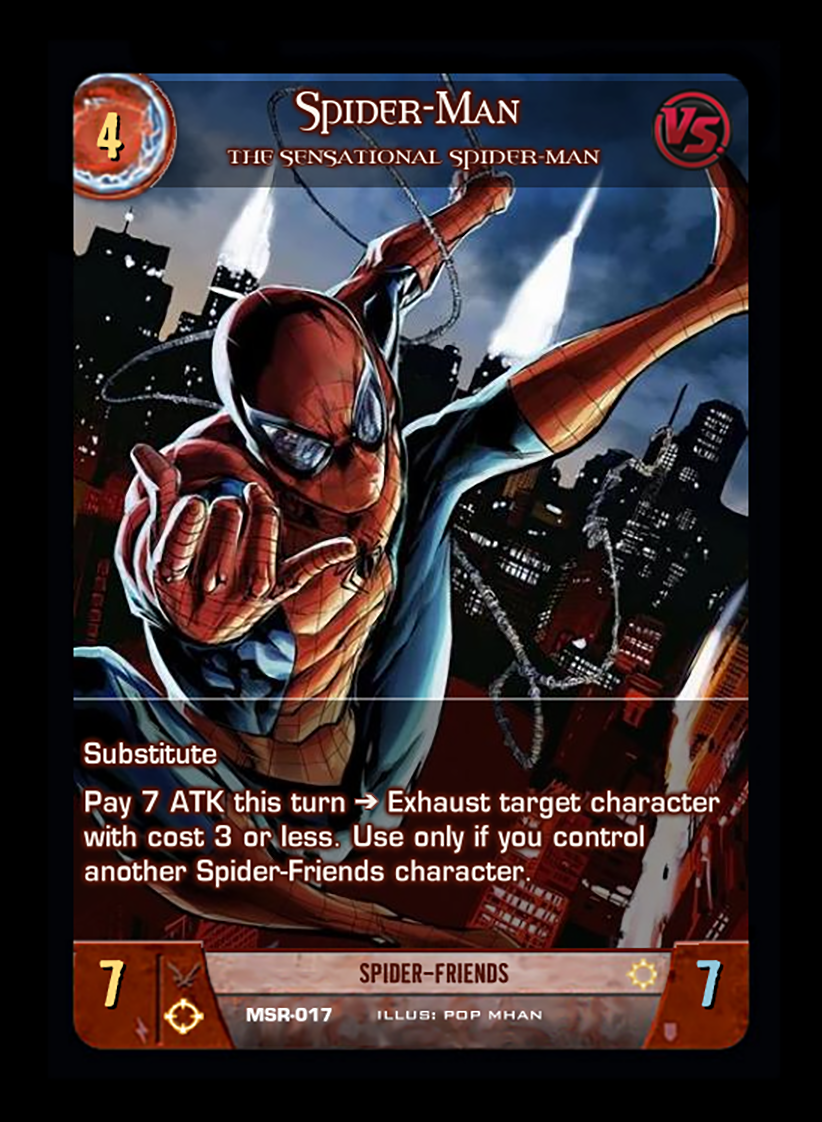 4
Spider-Man
VS.
The Sensational Spider-Man
Substitute
Pay 7 ATK this turn → Exhaust target character
with cost 3 or less. Use only if you control
another Spider-Friends character.
7
SPIDER-FRIENDS
7
MSR-017 ILLUS: POP MHAN